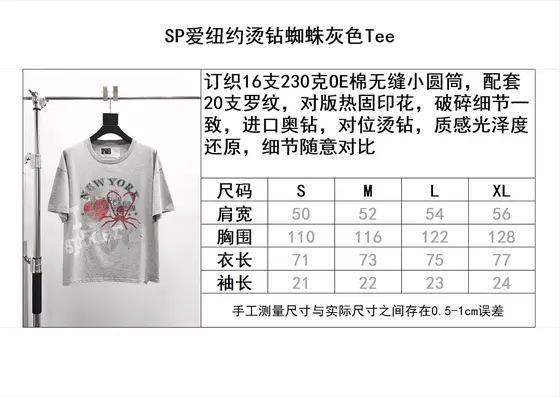 SP爱纽约烫钻蜘蛛灰色Tee
订织16支230克OE棉无缝小圆筒，配套
20支罗纹，对版热固印花，破碎细节一
致，进口奥钻，对位烫钻，质感光泽度
还原，细节随意对比
NEW YORK
尺码 S M L XL
肩宽 50 52 54 56
胸围 110 116 122 128
衣长 71 73 75 77
袖长 21 22 23 24
手工测量尺寸与实际尺寸之间存在0.5-1cm误差